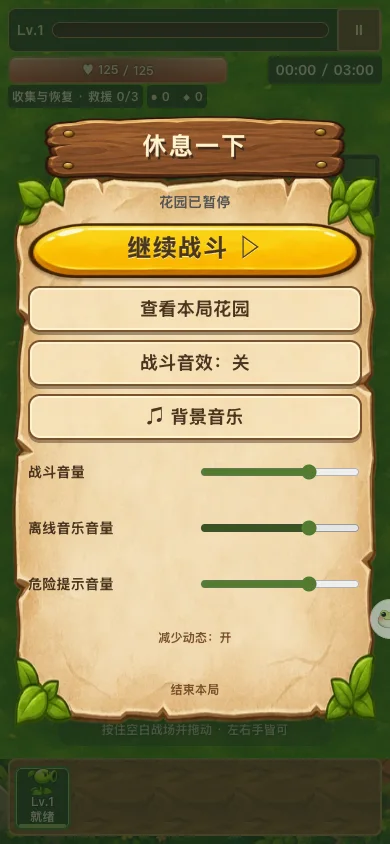 Lv.1
125 / 125
00:00 / 03:00
收集与恢复 · 救援 0/3
0 0
休息一下
花园已暂停
继续战斗
查看本局花园
战斗音效：关
背景音乐
战斗音量
离线音乐音量
危险提示音量
减少动态：开
结束本局
按住空白战场并拖动 · 左右手皆可
Lv.1
就绪